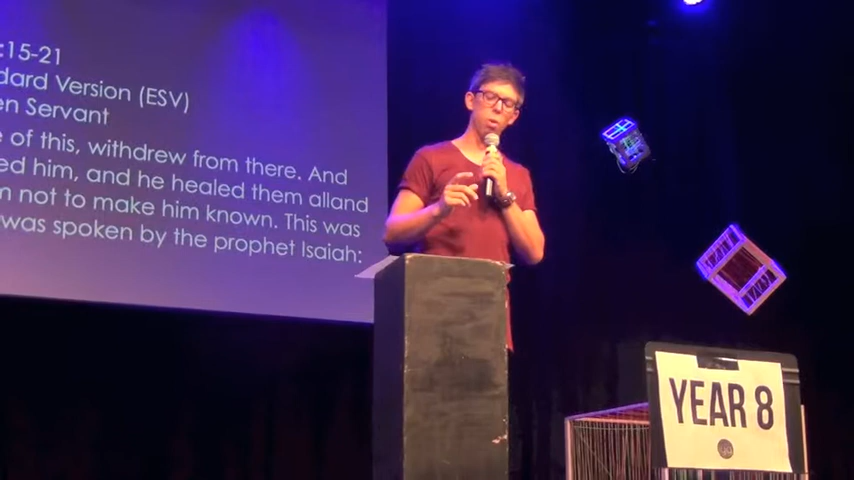 :15-21
dard Version (ESV)
en Servant
of this, withdrew from there. And
ed him, and he healed them alland
m not to make him known. This was
was spoken by the prophet Isaiah:
YEAR 8
go